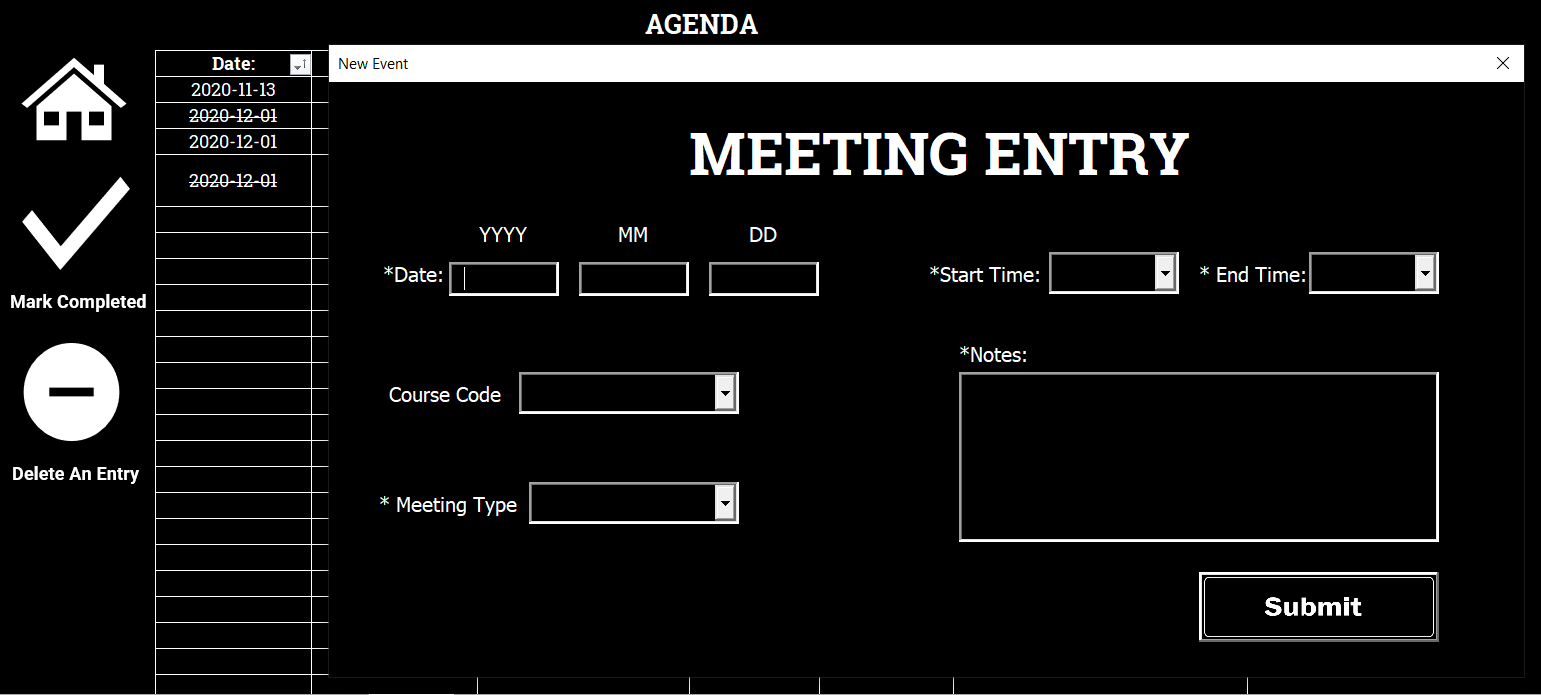 AGENDA
Date:
2020-11-13
2020-12-01
2020-12-01
2020-12-01
Mark Completed
Delete An Entry
New Event
MEETING ENTRY
YYYY MM DD
*Date:
*Start Time: * End Time:
Course Code
*Notes:
* Meeting Type
Submit